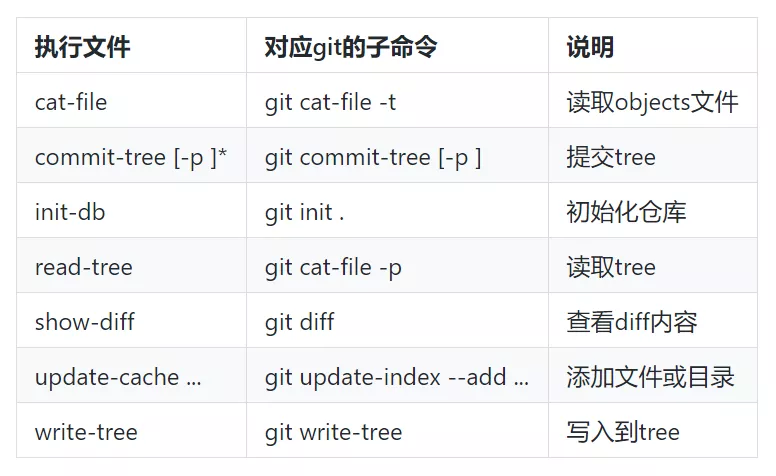 执行文件 对应git的子命令 说明
cat-file git cat-file -t 读取objects文件
commit-tree [-p ]* git commit-tree [-p ] 提交tree
init-db git init . 初始化仓库
read-tree git cat-file -p 读取tree
show-diff git diff 查看diff内容
update-cache ... git update-index --add ... 添加文件或目录
write-tree git write-tree 写入到tree